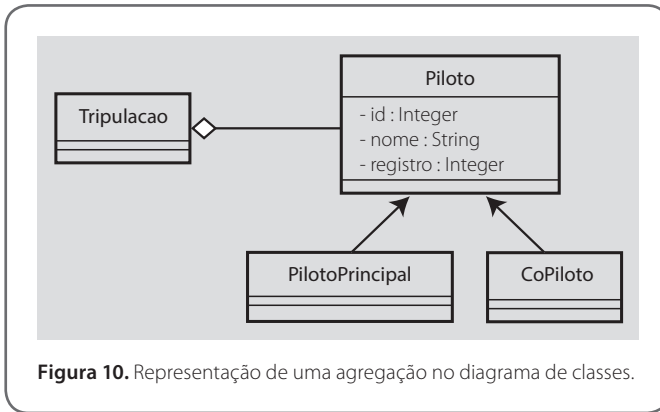 Piloto
- id : Integer
- nome : String
- registro : Integer
Tripulacao
PilotoPrincipal
CoPiloto
Figura 10. Representação de uma agregação no diagrama de classes.